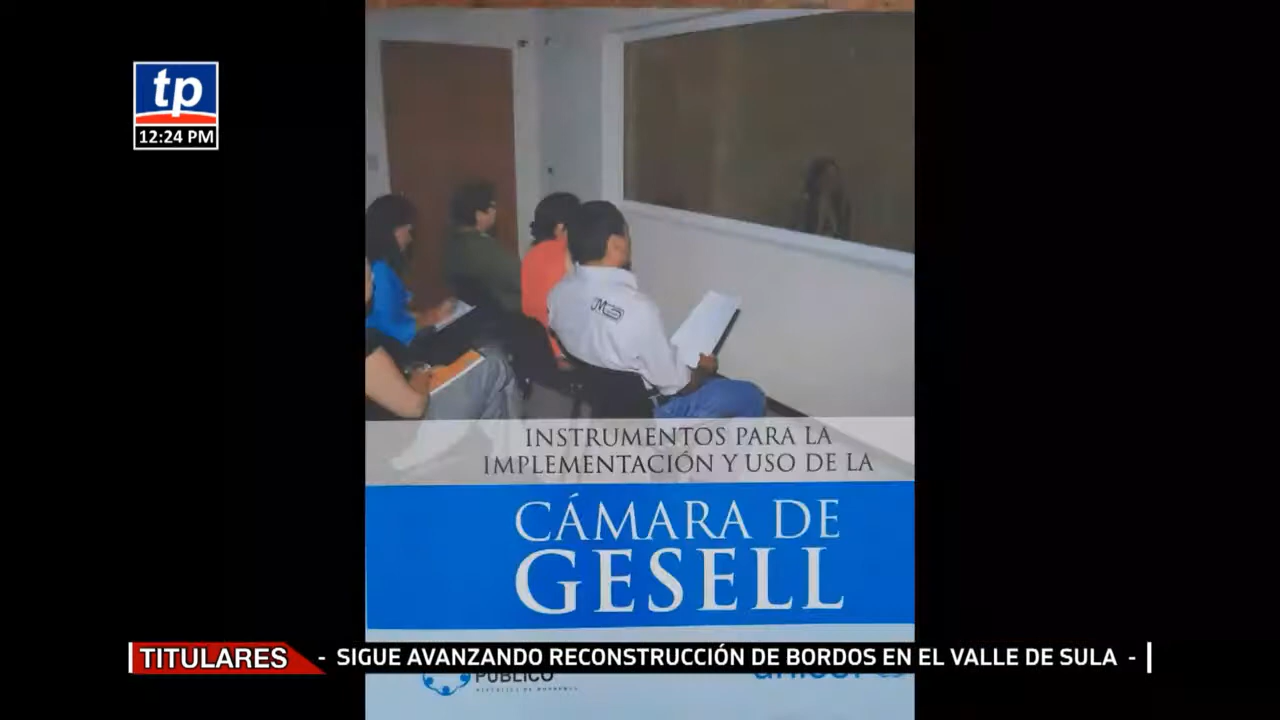 tp
12:24 PM
INSTRUMENTOS PARA LA
IMPLEMENTACIÓN Y USO DE LA
CÁMARA DE
GESELL
TITULARES
- SIGUE AVANZANDO RECONSTRUCCIÓN DE BORDOS EN EL VALLE DE SULA -
PÚBLICO